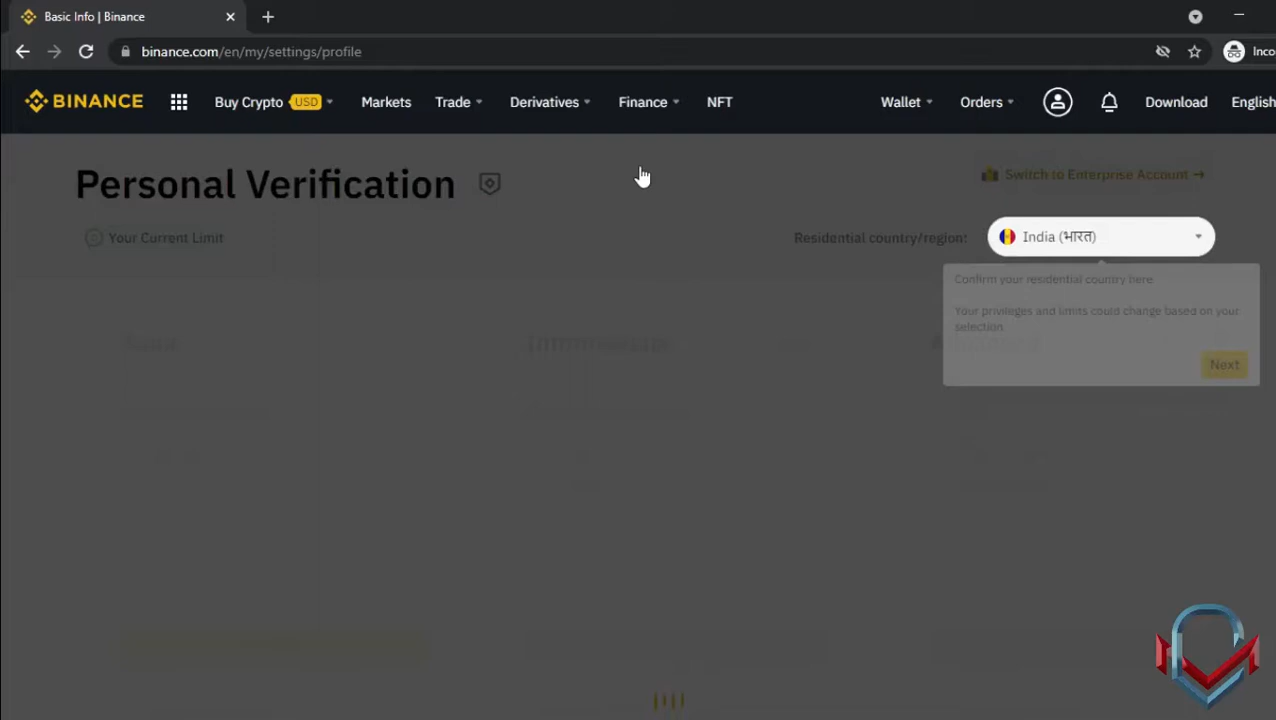 Basic Info | Binance
binance.com/en/my/settings/profile
Inco
BINANCE
Buy Crypto
USD
Markets
Trade
Derivatives
Finance
NFT
Wallet
Orders
Download
English
Personal Verification
Switch to Enterprise Account →
Your Current Limit
Residential country/region:
India (भारत)
Confirm your residential country here
Your privileges and limits could change based on your
selection
Next
Intermediate